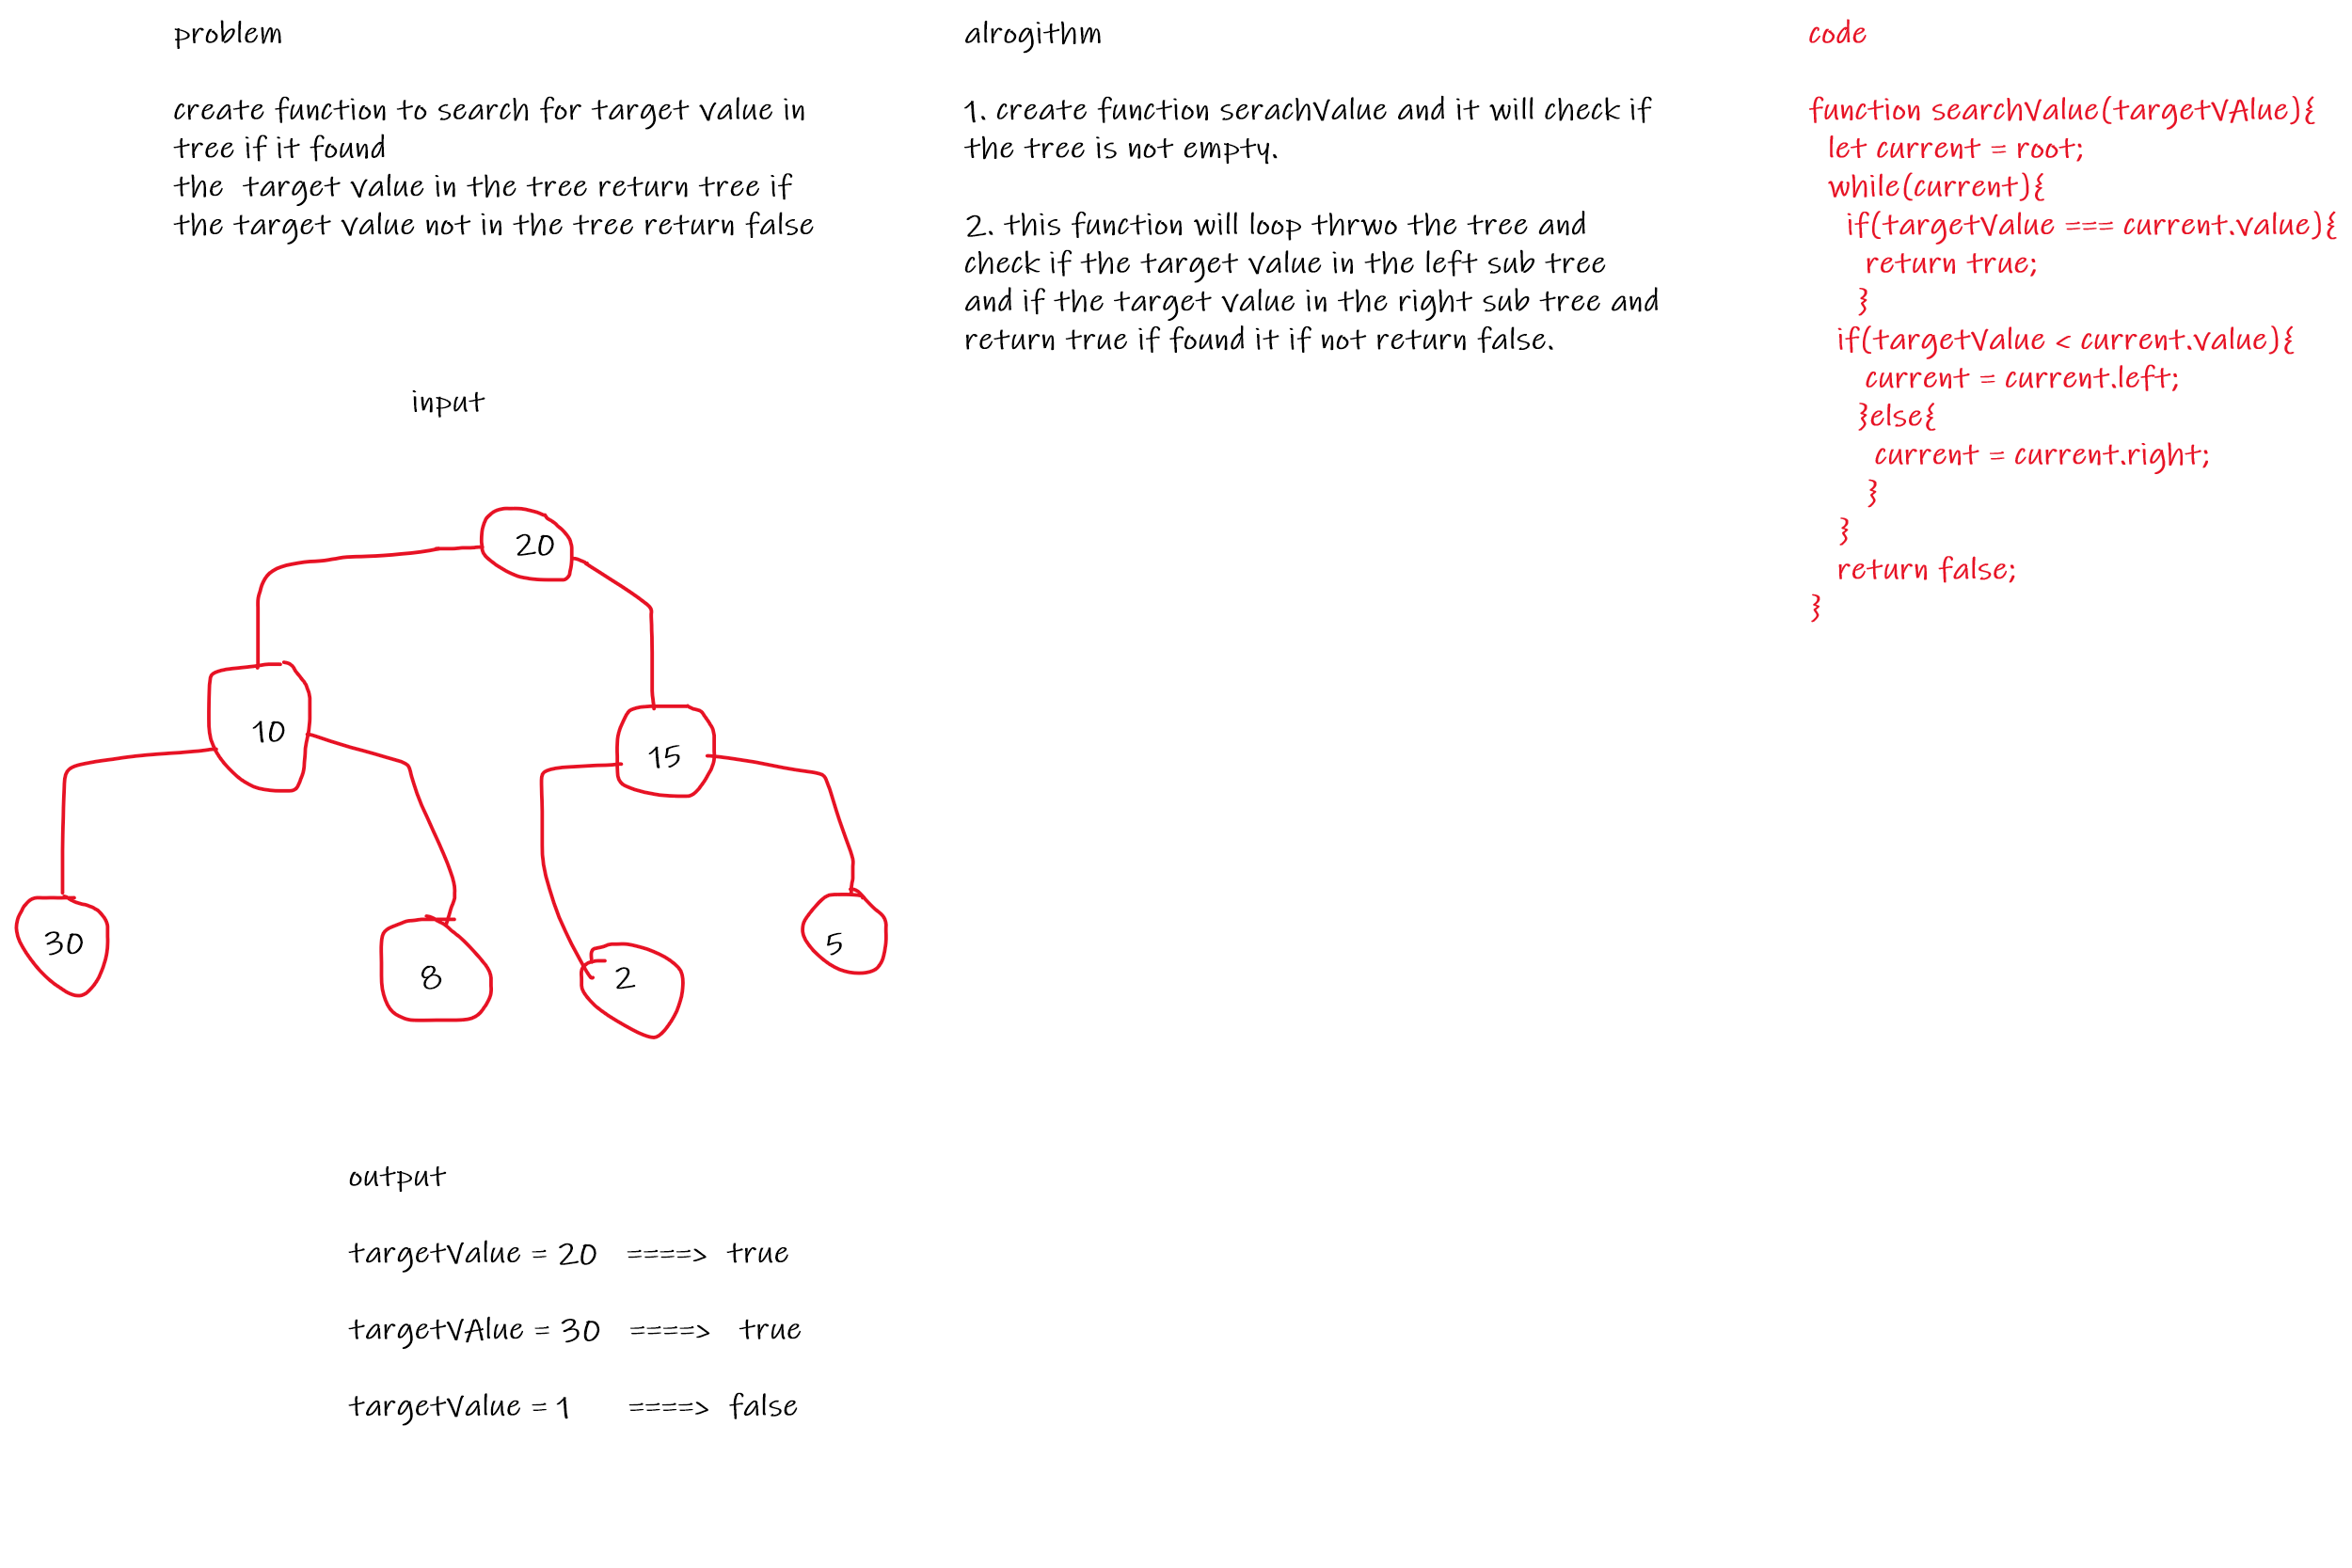 problem
create function to search for target value in
tree if it found
the target value in the tree return tree if
the target value not in the tree return false
input
20
10
15
30
8
2
5
output
targetValue = 20 ====> true
targetVAlue = 30 ====> true
targetValue = 1 ====> false
alrogithm
1. create function serachValue and it will check if
the tree is not empty.
2. this function will loop thrwo the tree and
check if the target value in the left sub tree
and if the target value in the right sub tree and
return true if found it if not return false.
code
function searchValue(targetVAlue){
let current = root;
while(current){
if(targetValue === current.value){
return true;
}
if(targetValue < current.value){
current = current.left;
}else{
current = current.right;
}
}
return false;
}